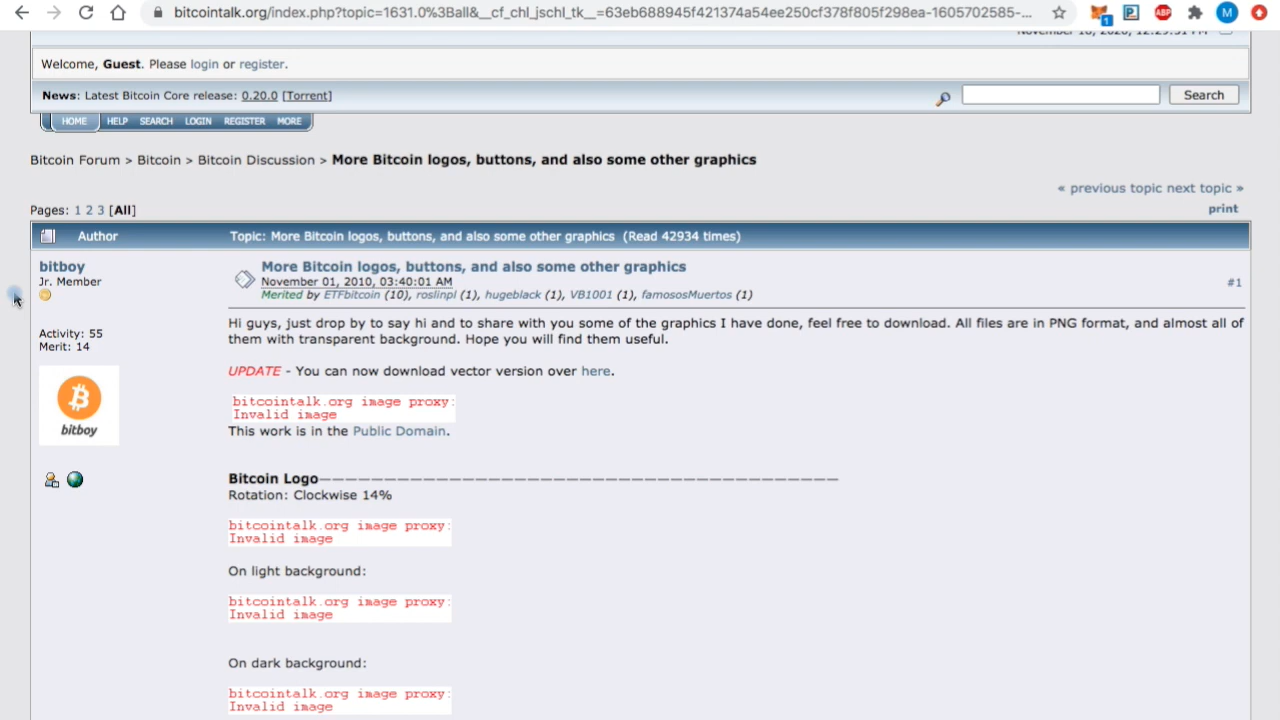 bitcointalk.org/index.php?topic=1631.0%3Ball&__cf_chl_jschl_tk__=63eb688945f421374a54ee250cf378f805f298ea-1605702585-...
1
ABP
M
Welcome, Guest. Please login or register.
News: Latest Bitcoin Core release: 0.20.0 [Torrent]
Search
HOME HELP SEARCH LOGIN REGISTER MORE
Bitcoin Forum > Bitcoin > Bitcoin Discussion > More Bitcoin logos, buttons, and also some other graphics
« previous topic next topic »
Pages: 1 2 3 [All]
print
Author
Topic: More Bitcoin logos, buttons, and also some other graphics (Read 42934 times)
bitboy
Jr. Member
Activity: 55
Merit: 14
bitboy
More Bitcoin logos, buttons, and also some other graphics
November 01, 2010, 03:40:01 AM
#1
Merited by ETFbitcoin (10), roslinpl (1), hugeblack (1), VB1001 (1), famososMuertos (1)
Hi guys, just drop by to say hi and to share with you some of the graphics I have done, feel free to download. All files are in PNG format, and almost all of
them with transparent background. Hope you will find them useful.
UPDATE - You can now download vector version over here.
bitcointalk.org image proxy:
Invalid image
This work is in the Public Domain.
Bitcoin Logo————————————————————————————————————————
Rotation: Clockwise 14%
bitcointalk.org image proxy:
Invalid image
On light background:
bitcointalk.org image proxy:
Invalid image
On dark background:
bitcointalk.org image proxy:
Invalid image